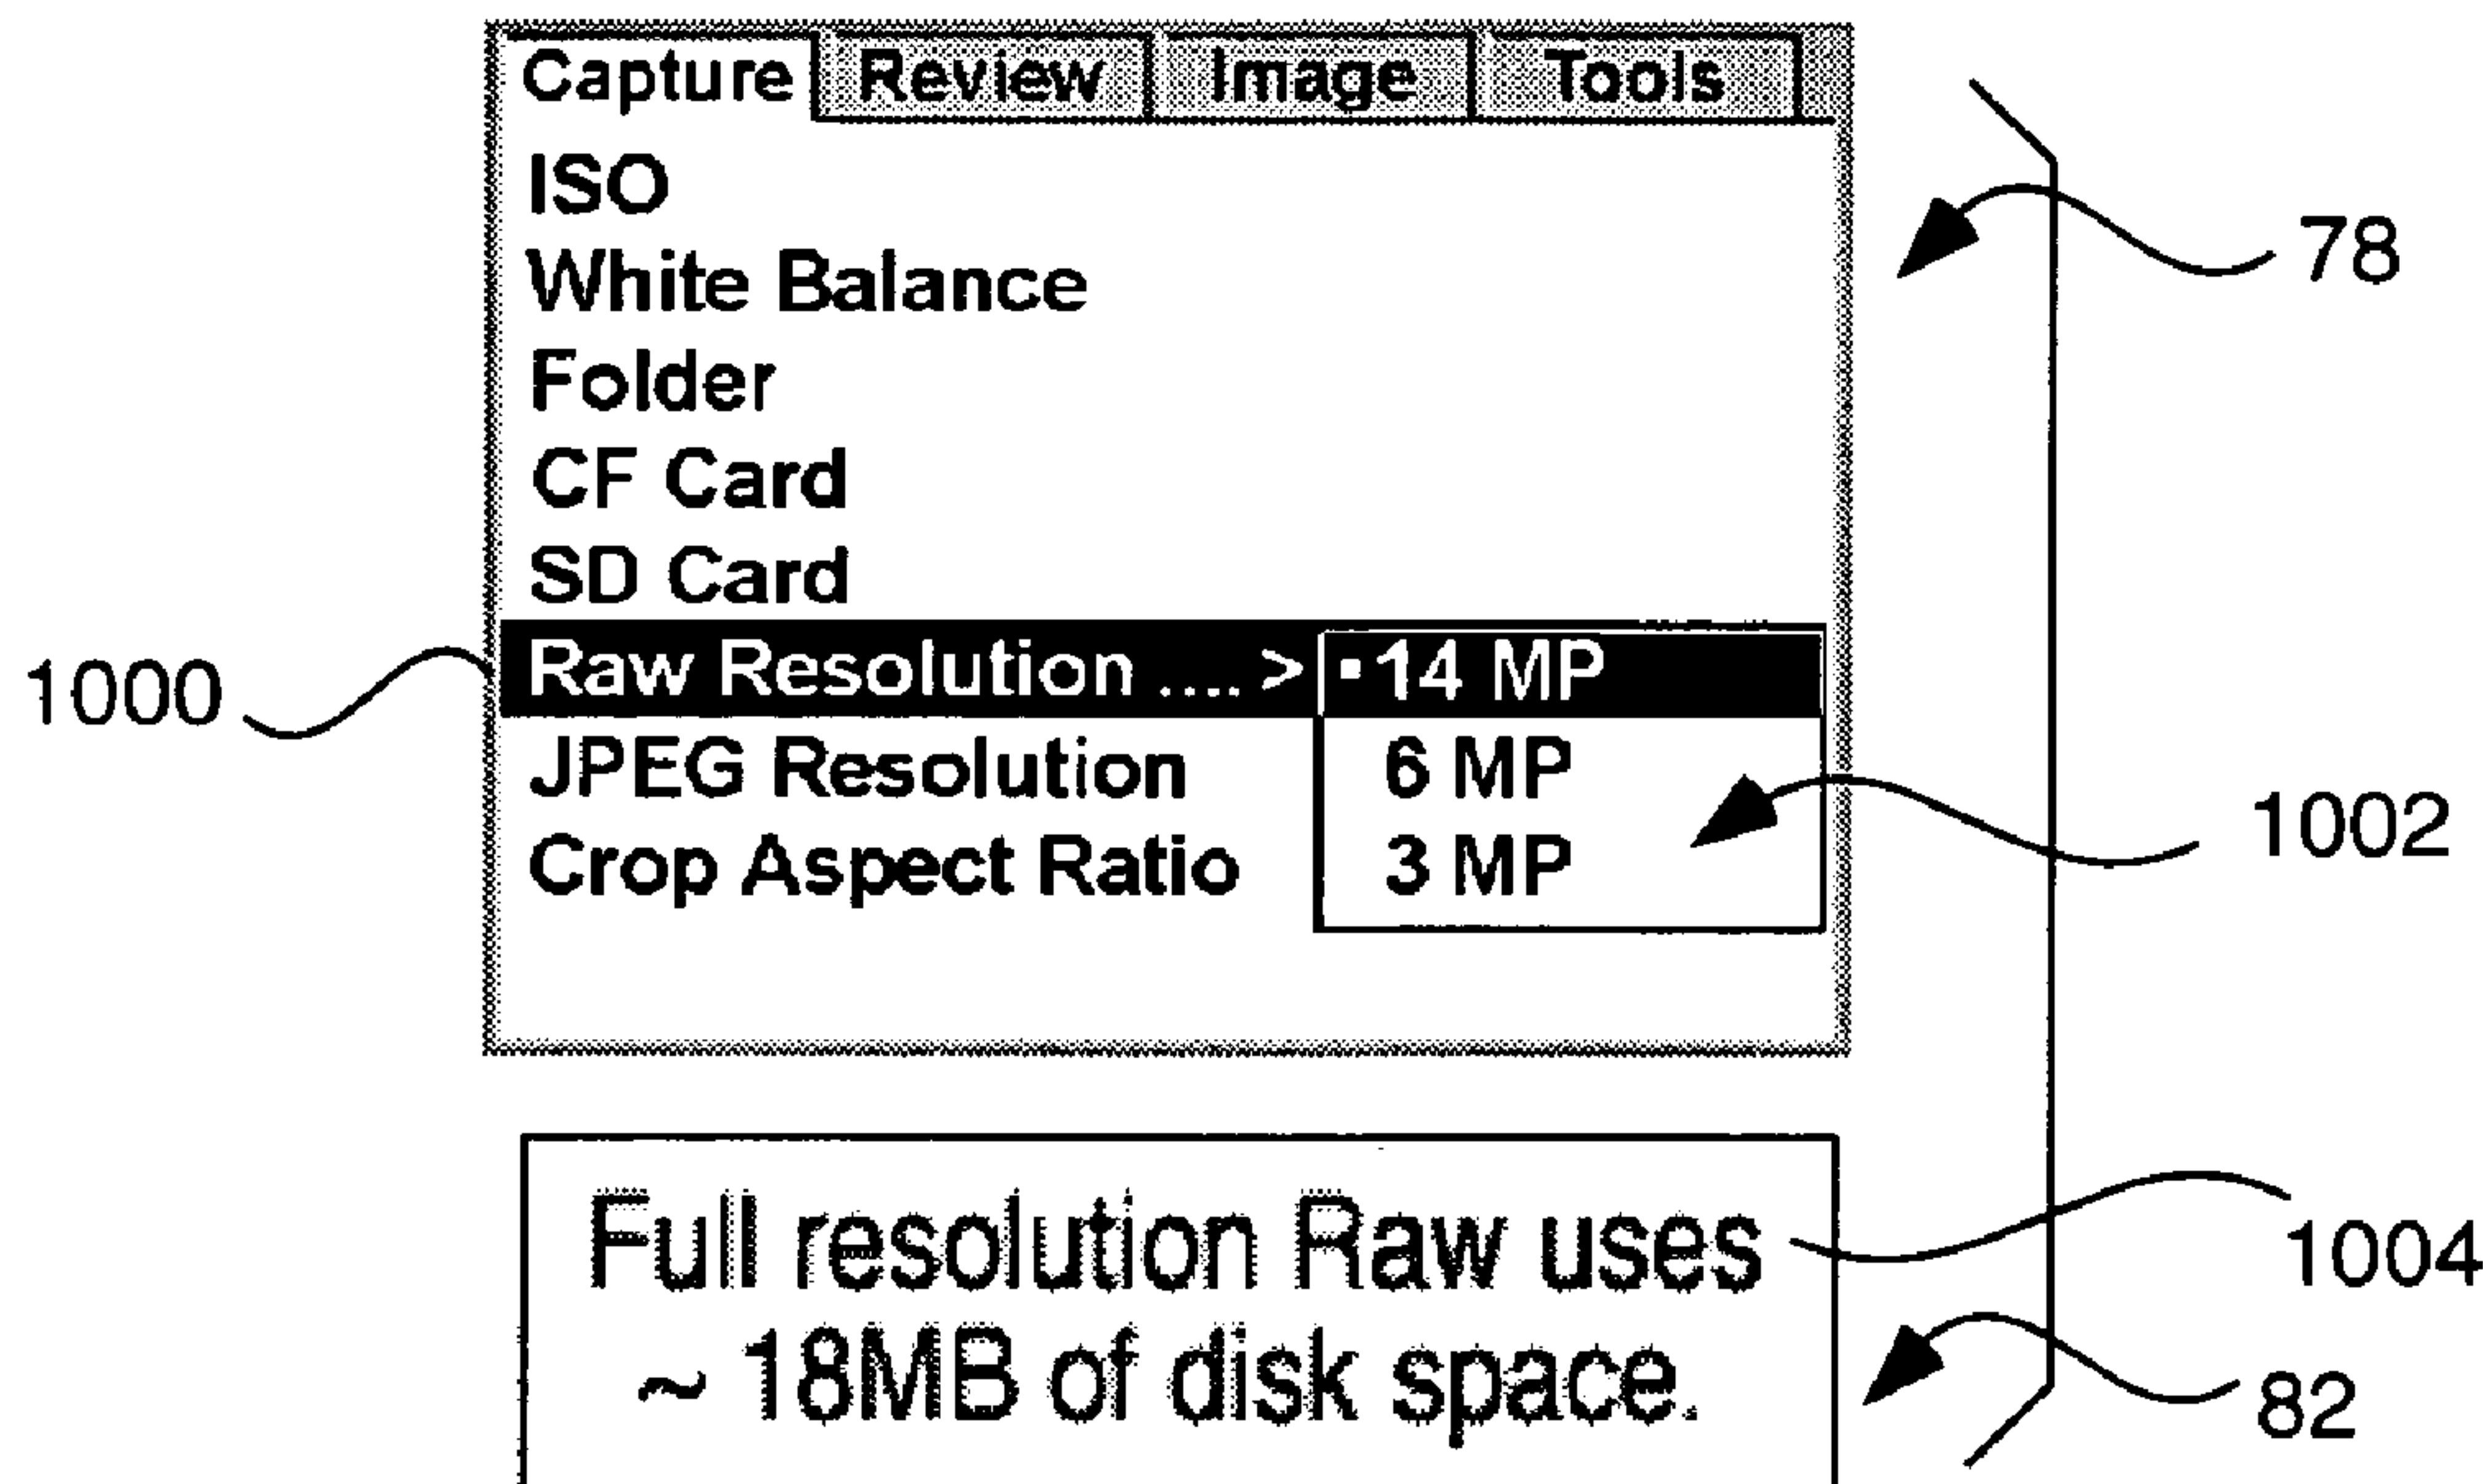 Capture Review Image Tools
ISO
White Balance
Folder
CF Card
SD Card
Raw Resolution .... > ▪14 MP
JPEG Resolution 6 MP
Crop Aspect Ratio 3 MP
78
1000
1002
Full resolution Raw uses
~ 18MB of disk space.
1004
82